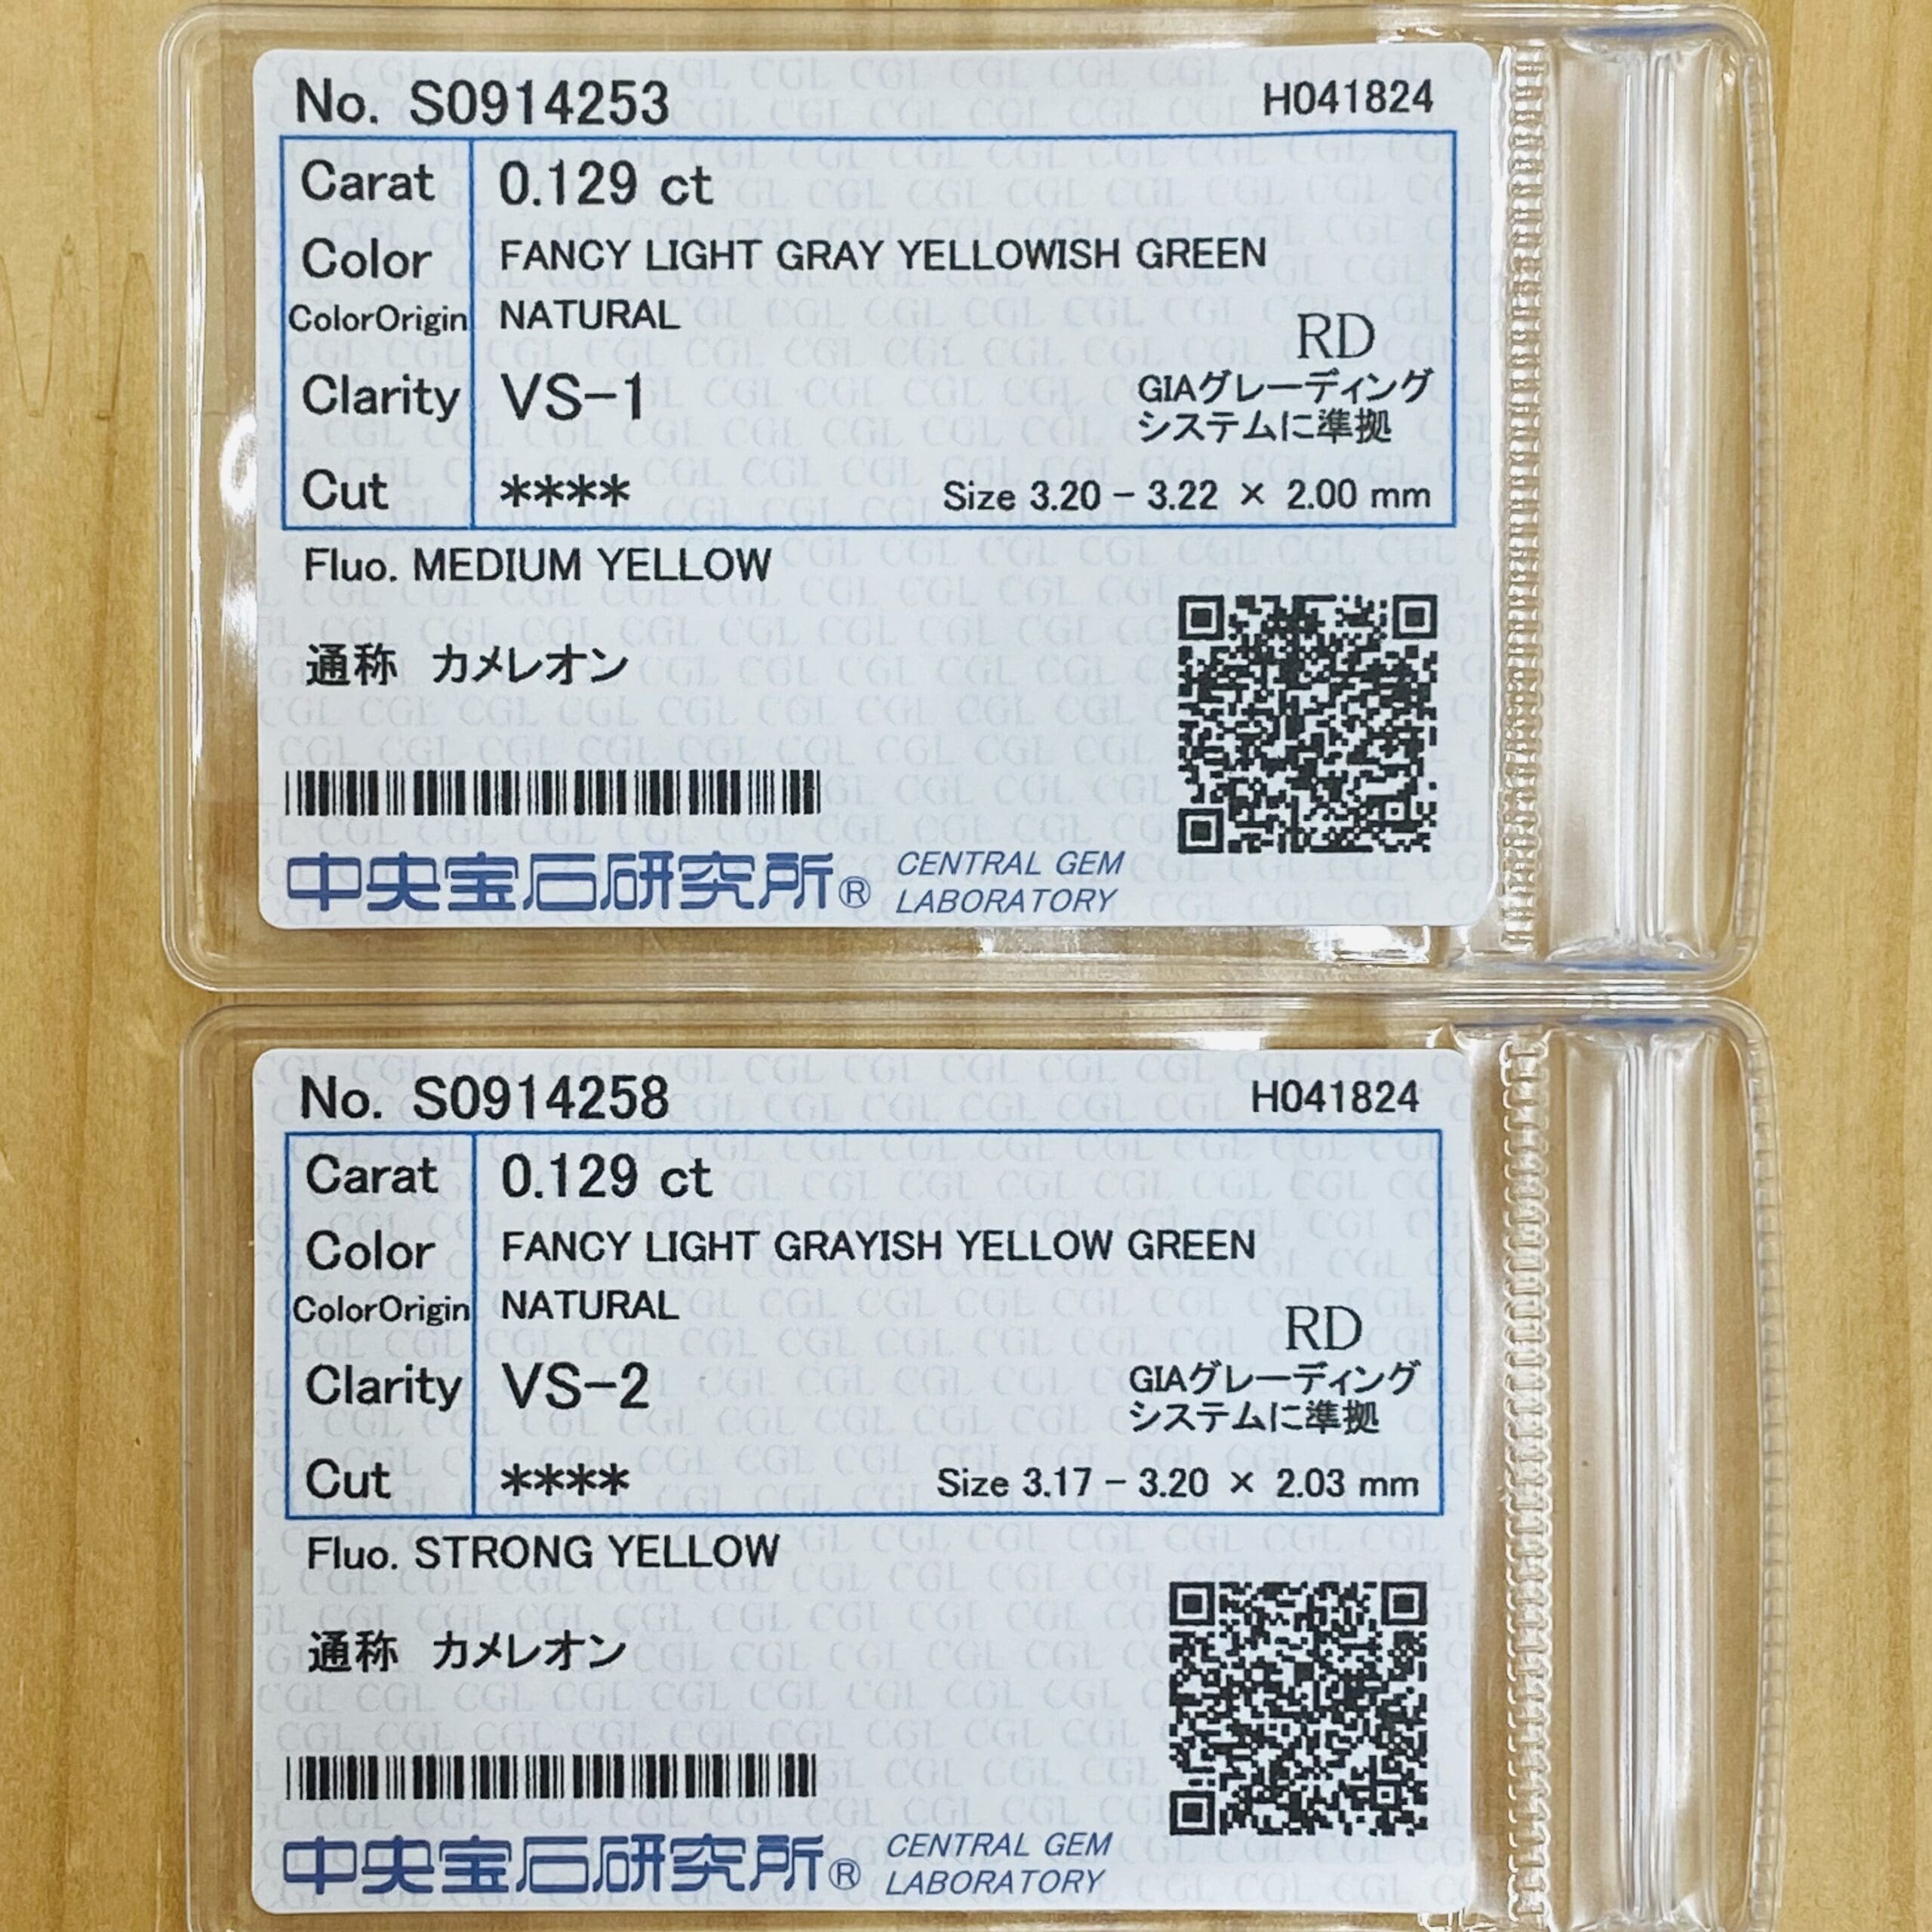 No. S0914253 H041824
Carat 0.129 ct
Color FANCY LIGHT GRAY YELLOWISH GREEN
ColorOrigin NATURAL
RD
Clarity VS-1
GIAグレーディング
システムに準拠
Cut **** Size 3.20 - 3.22 × 2.00 mm
Fluo. MEDIUM YELLOW
通称 カメレオン
中央宝石研究所® CENTRAL GEM
LABORATORY
No. S0914258 H041824
Carat 0.129 ct
Color FANCY LIGHT GRAYISH YELLOW GREEN
ColorOrigin NATURAL
RD
Clarity VS-2
GIAグレーディング
システムに準拠
Cut **** Size 3.17 - 3.20 × 2.03 mm
Fluo. STRONG YELLOW
通称 カメレオン
中央宝石研究所® CENTRAL GEM
LABORATORY